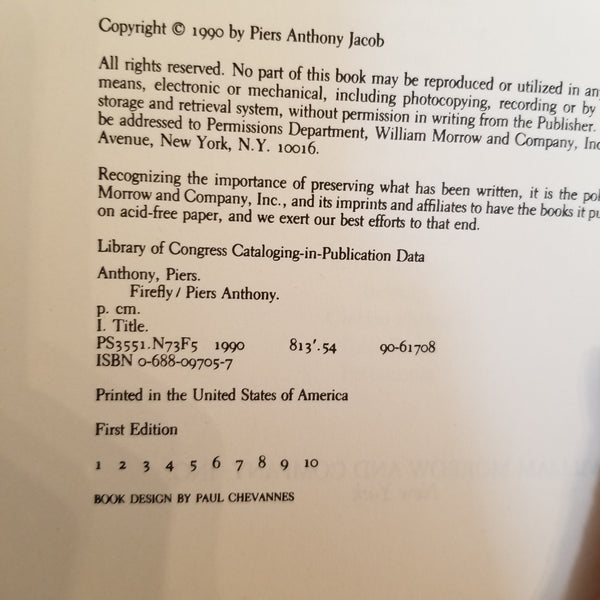 Copyright © 1990 by Piers Anthony Jacob
All rights reserved. No part of this book may be reproduced or utilized in
means, electronic or mechanical, including photocopying, recording or by
storage and retrieval system, without permission in writing from the Publisher.
be addressed to Permissions Department, William Morrow and Company,
Avenue, New York, N.Y. 10016.
Recognizing the importance of preserving what has been written, it is the
Morrow and Company, Inc., and its imprints and affiliates to have the books it
on acid-free paper, and we exert our best efforts to that end.
Library of Congress Cataloging-in-Publication Data
Anthony, Piers.
Firefly / Piers Anthony.
p. cm.
I. Title.
PS3551.N73F5 1990 813'.54 90-61708
ISBN 0-688-09705-7
Printed in the United States of America
First Edition
1 2 3 4 5 6 7 8 9 10
BOOK DESIGN BY PAUL CHEVANNES